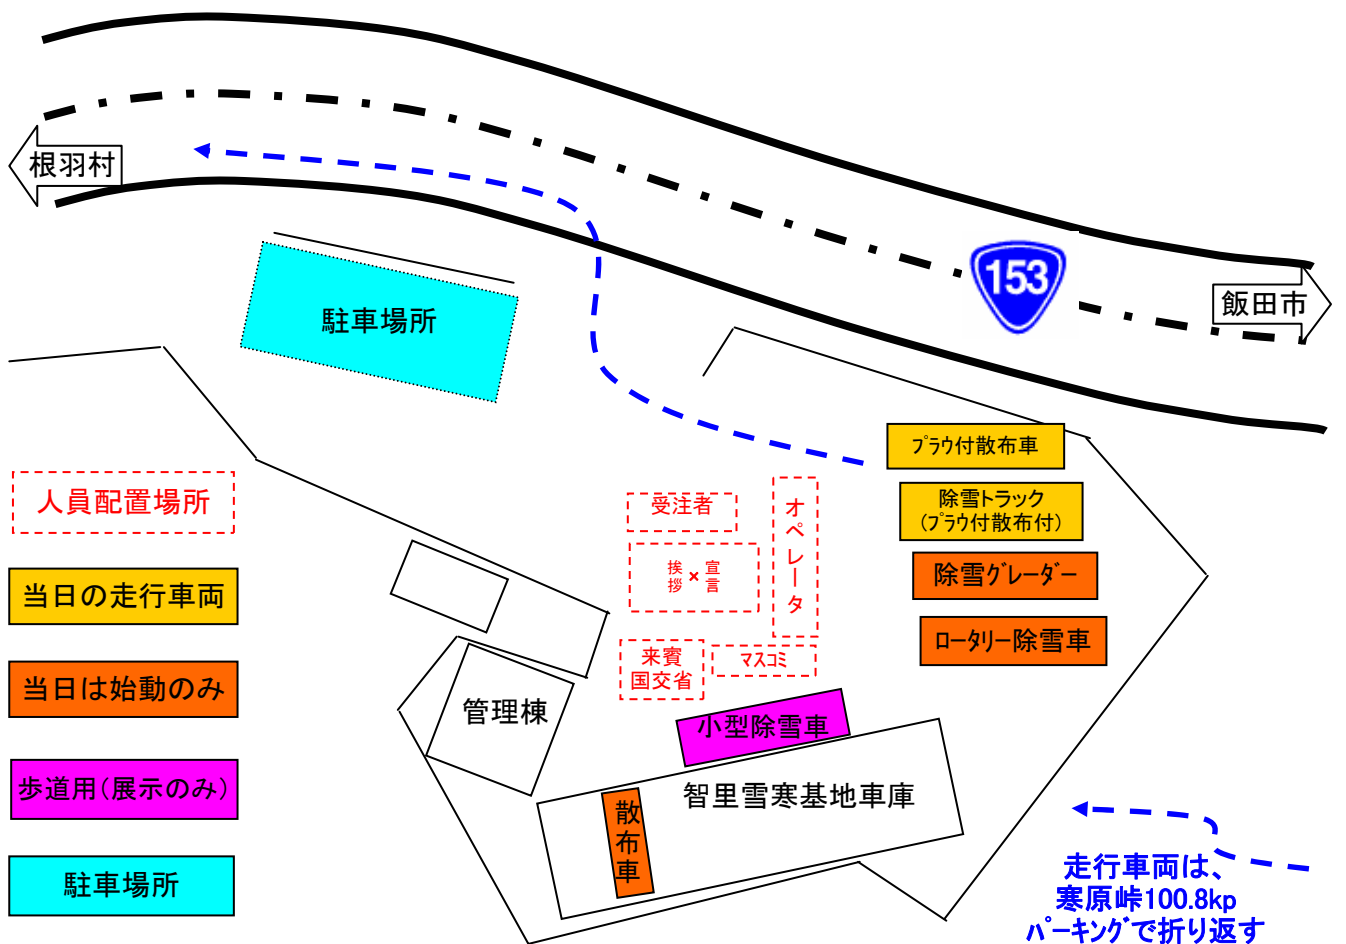 根羽村
153
飯田市
駐車場所
プラウ付散布車
除雪トラック
(プラウ付散布付)
除雪グレーダー
ロータリー除雪車
人員配置場所
当日の走行車両
当日は始動のみ
歩道用(展示のみ)
駐車場所
受注者
オペレータ
挨拶×宣言
来賓
国交省
マスコミ
小型除雪車
管理棟
智里雪寒基地車庫
散布車
走行車両は、
寒原峠100.8kp
パーキングで折り返す